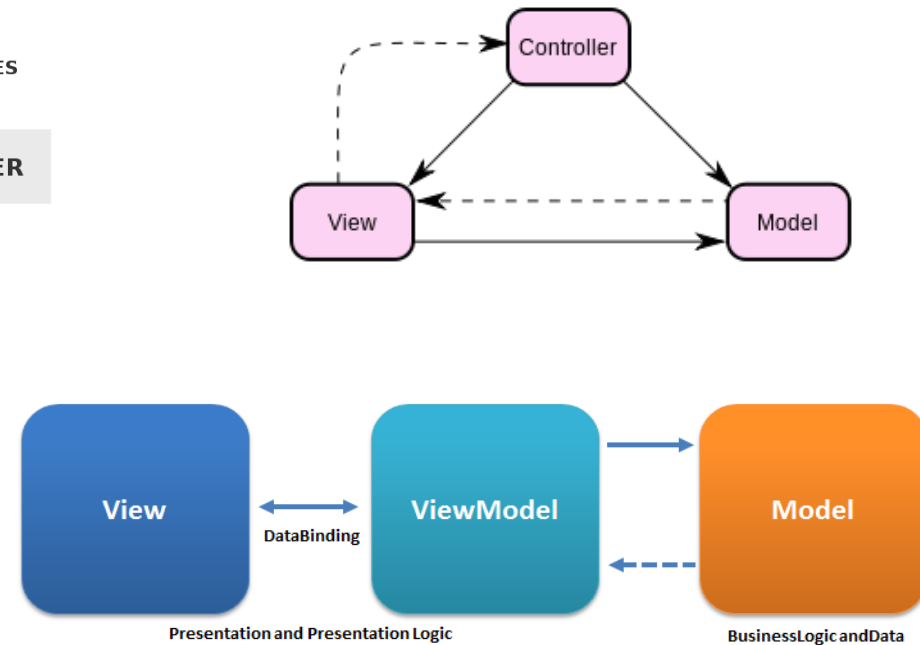 Controller
ES
ER
View
Model
View
ViewModel
Model
DataBinding
Presentation and Presentation Logic
BusinessLogic andData